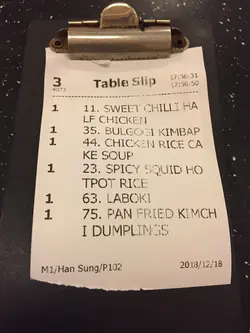 3 Table Slip 17:56:31
4073 17:56:50
1 11. SWEET CHILLI HA
LF CHICKEN
1 35. BULGOGI KIMBAP
1 44. CHICKEN RICE CA
KE SOUP
1 23. SPICY SQUID HO
TPOT RICE
1 63. LABOKI
1 75. PAN FRIED KIMCH
I DUMPLINGS
M1/Han Sung/P102 2018/12/18